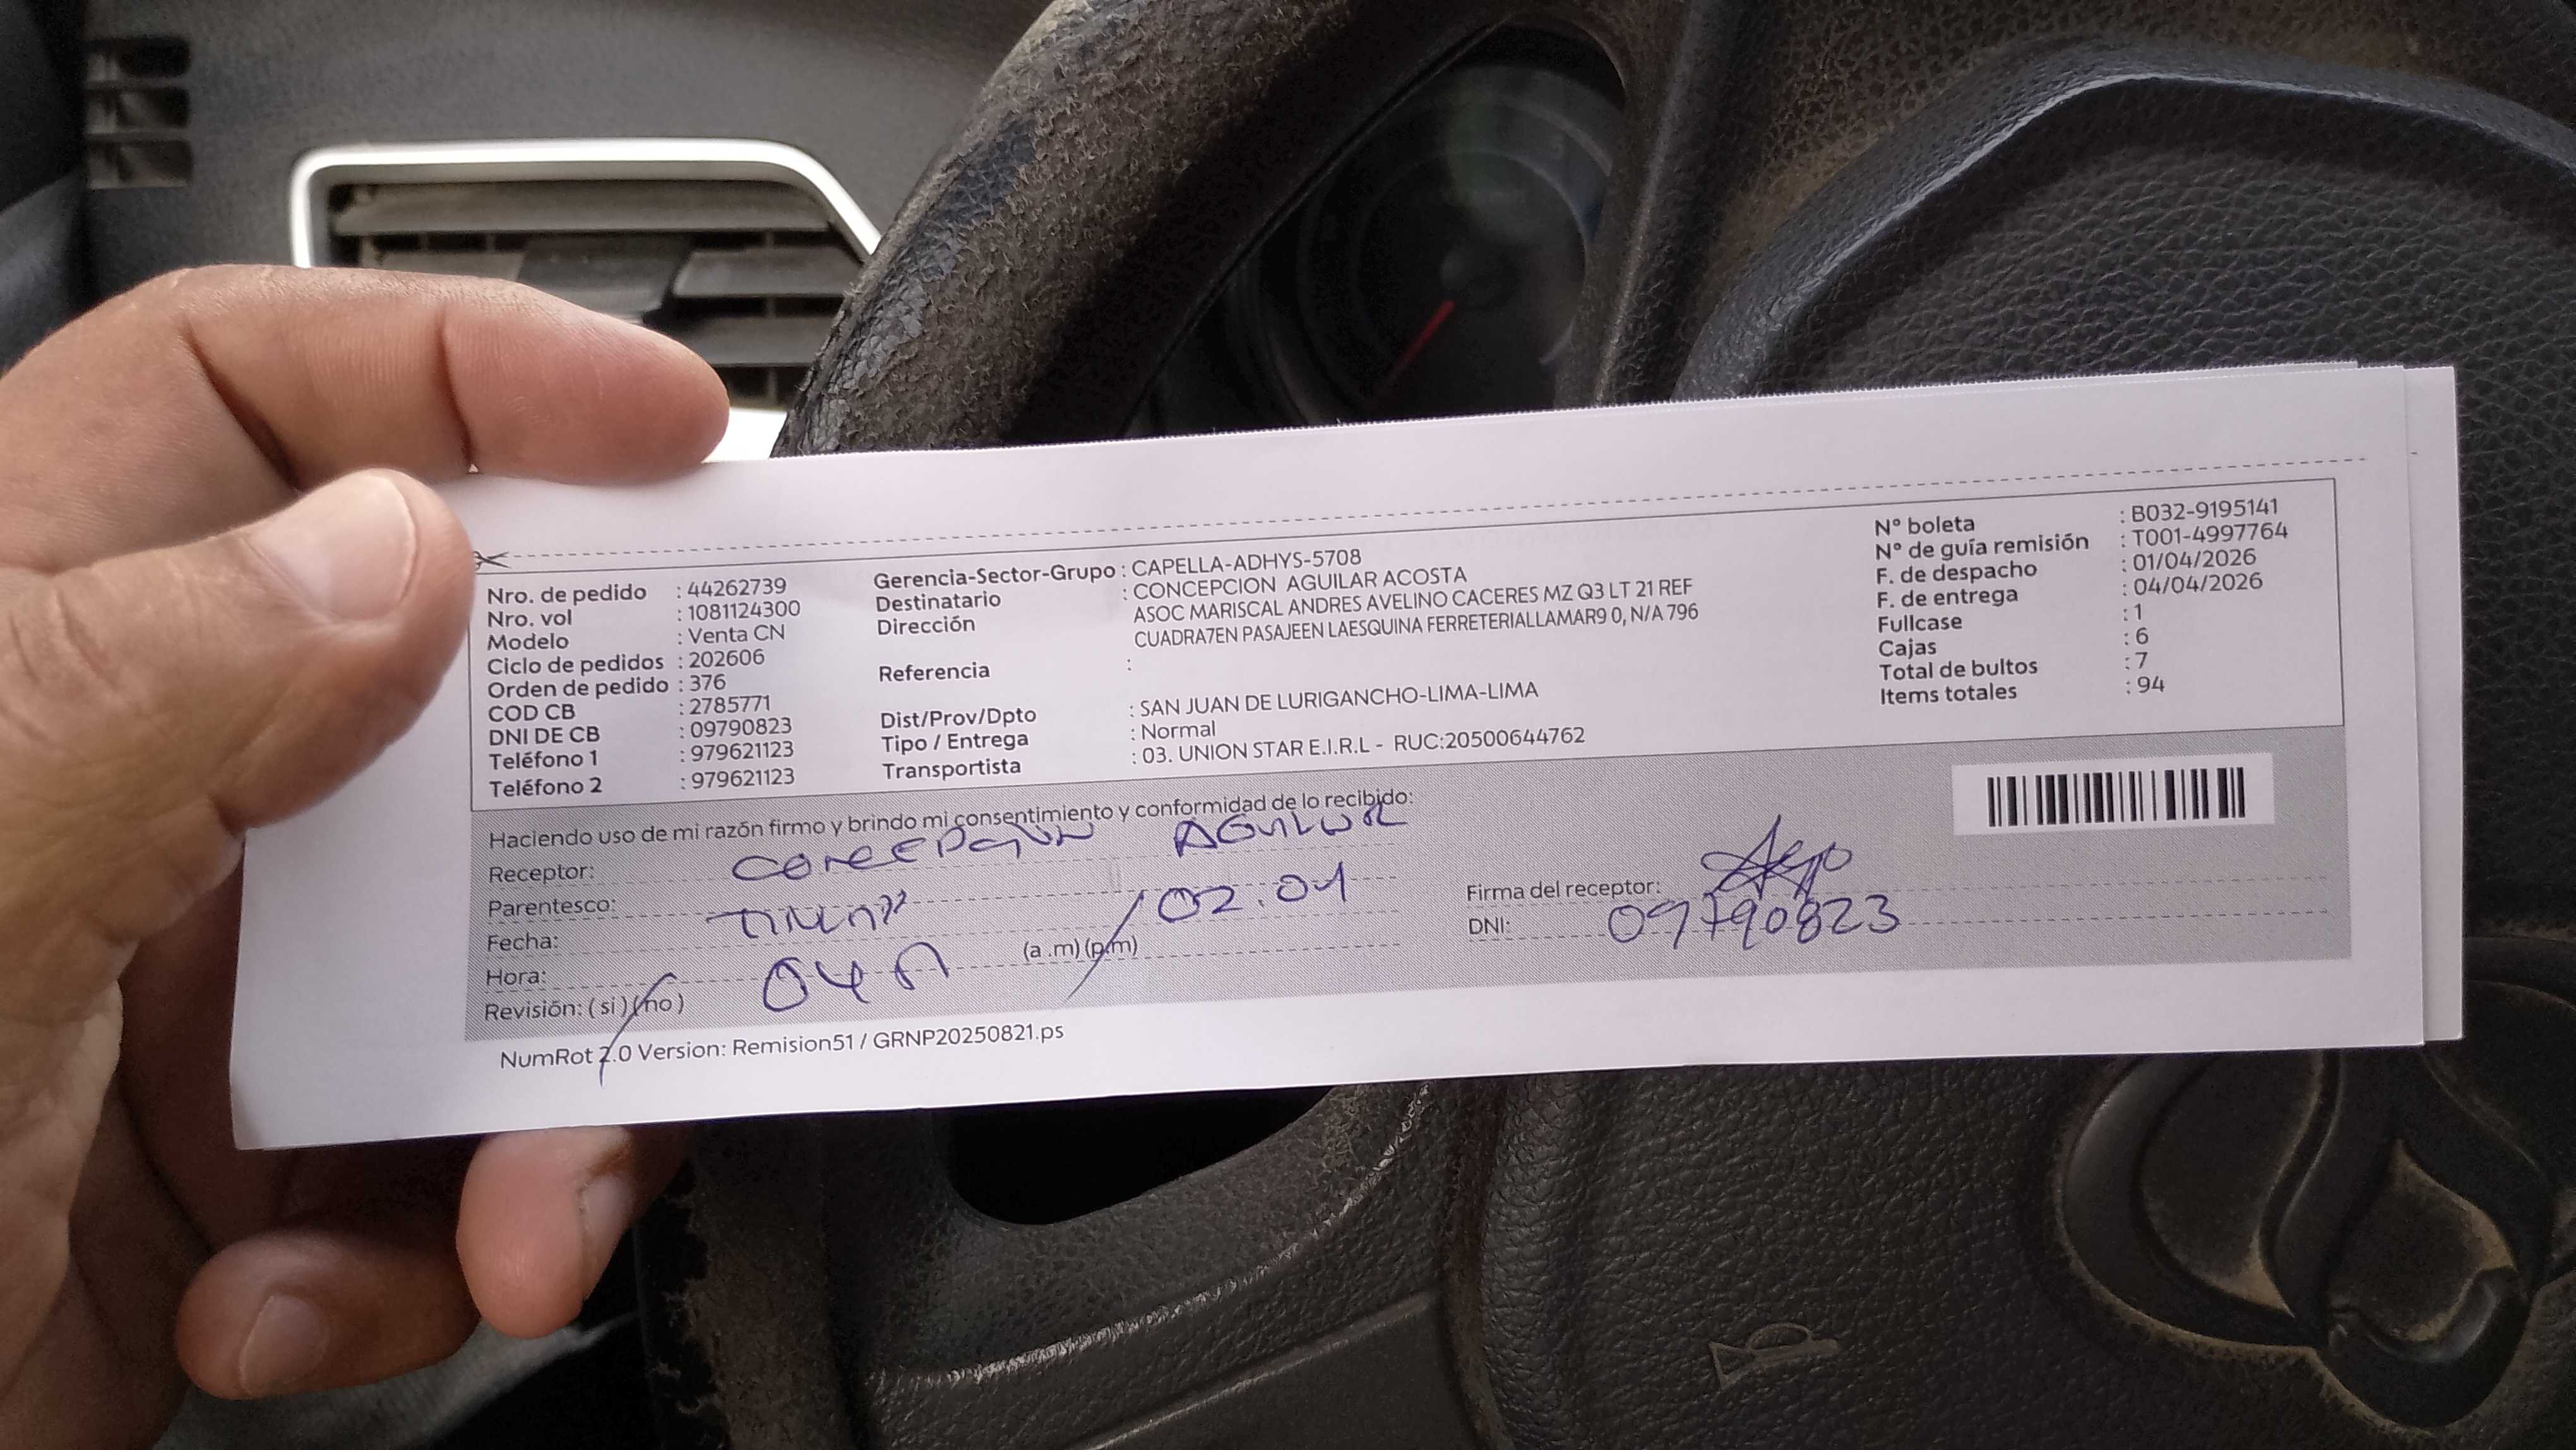 Nro. de pedido : 44262739
Nro. vol : 1081124300
Modelo : Venta CN
Ciclo de pedidos : 202606
Orden de pedido : 376
COD CB : 2785771
DNI DE CB : 09790823
Teléfono 1 : 979621123
Teléfono 2 : 979621123
Gerencia-Sector-Grupo : CAPELLA-ADHYS-5708
Destinatario : CONCEPCION AGUILAR ACOSTA
Dirección ASOC MARISCAL ANDRES AVELINO CACERES MZ Q3 LT 21 REF
CUADRA7EN PASAJEEN LAESQUINA FERRETERIALLAMAR9 0, N/A 796
Referencia :
Dist/Prov/Dpto : SAN JUAN DE LURIGANCHO-LIMA-LIMA
Tipo / Entrega : Normal
Transportista : 03. UNION STAR E.I.R.L - RUC:20500644762
N° boleta : B032-9195141
N° de guía remisión : T001-4997764
F. de despacho : 01/04/2026
F. de entrega : 04/04/2026
Fullcase : 1
Cajas : 6
Total de bultos : 7
Items totales : 94
Haciendo uso de mi razón firmo y brindo mi consentimiento y conformidad de lo recibido:
Receptor: AGUILAR
Parentesco:
Fecha: 02.04
Hora: (a.m) (p.m)
Revisión: ( si ) ( no )
Firma del receptor:
DNI: 09790823
NumRot 2.0 Version: Remision51 / GRNP20250821.ps